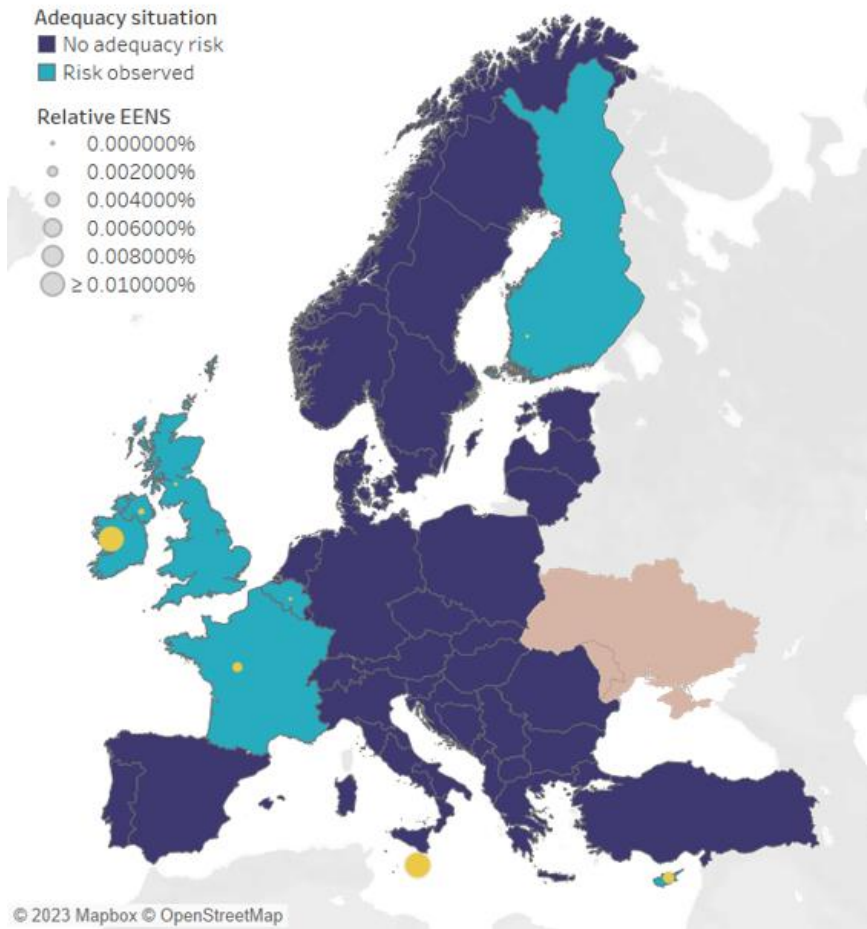 Adequacy situation
No adequacy risk
Risk observed
Relative EENS
0.000000%
0.002000%
0.004000%
0.006000%
0.008000%
≥ 0.010000%
© 2023 Mapbox © OpenStreetMap